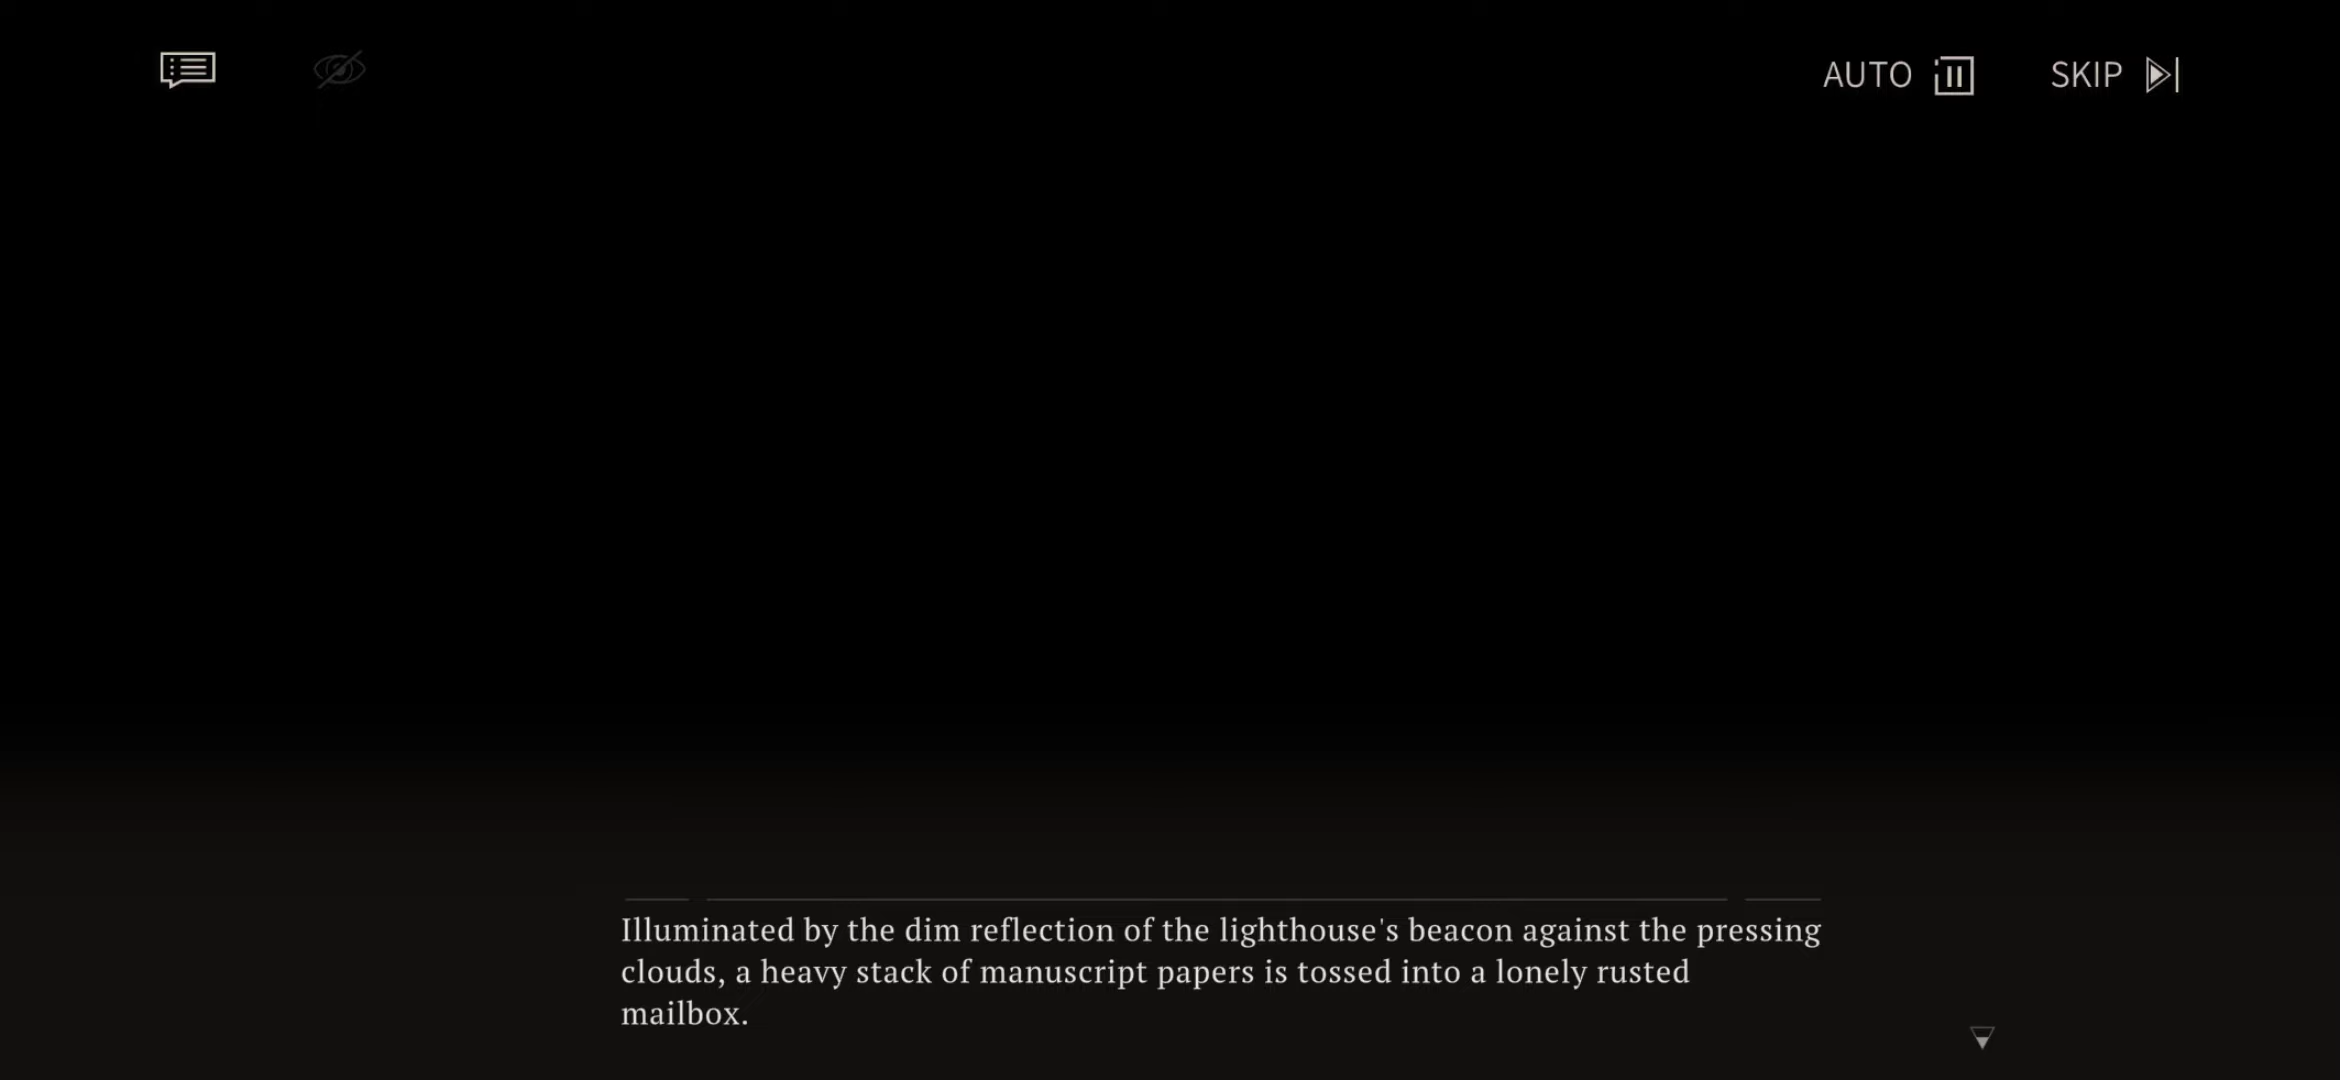 AUTO
SKIP
Illuminated by the dim reflection of the lighthouse's beacon against the pressing
clouds, a heavy stack of manuscript papers is tossed into a lonely rusted
mailbox.